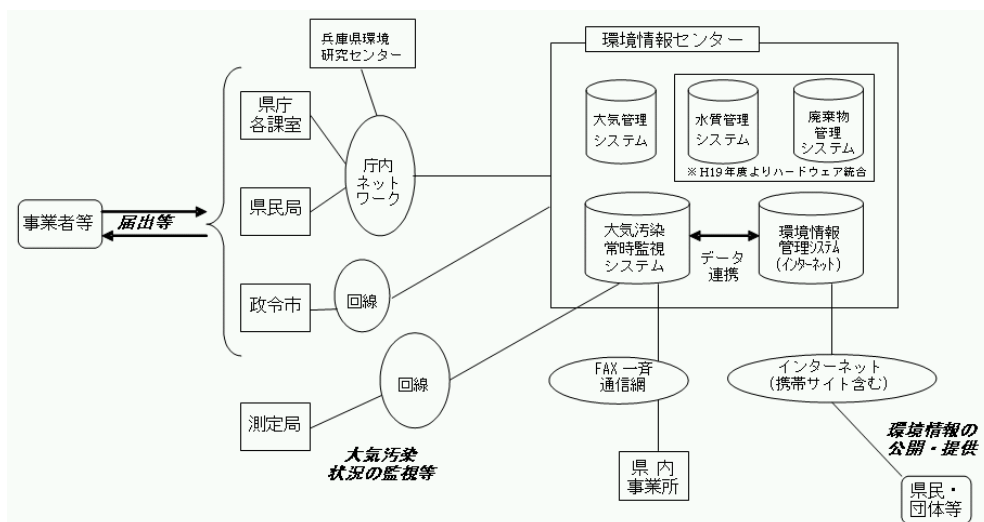 兵庫県環境
研究センター
環境情報センター
県庁
各課室
庁内
ネット
ワーク
県民局
事業者等
届出等
政令市
回線
測定局
回線
大気汚染
状況の監視等
大気管理
システム
水質管理
システム
廃棄物
管理
システム
※H19年度よりハードウェア統合
大気汚染
常時監視
システム
データ
連携
環境情報
管理システム
(インターネット)
FAX一斉
通信網
インターネット
(携帯サイト含む)
県内
事業所
環境情報の
公開・提供
県民・
団体等